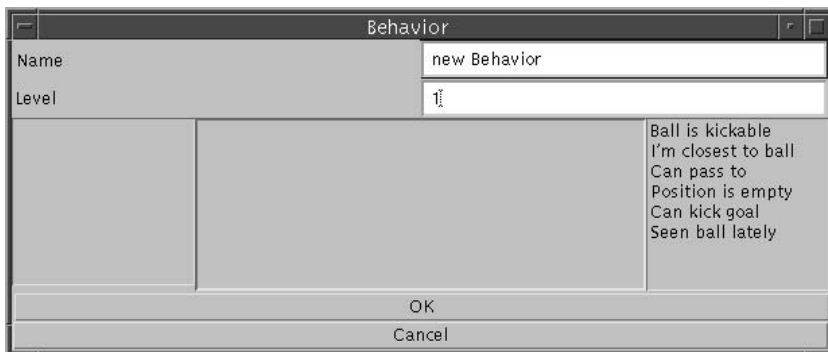 Behavior
Name
new Behavior
Level
1
Ball is kickable
I'm closest to ball
Can pass to
Position is empty
Can kick goal
Seen ball lately
OK
Cancel